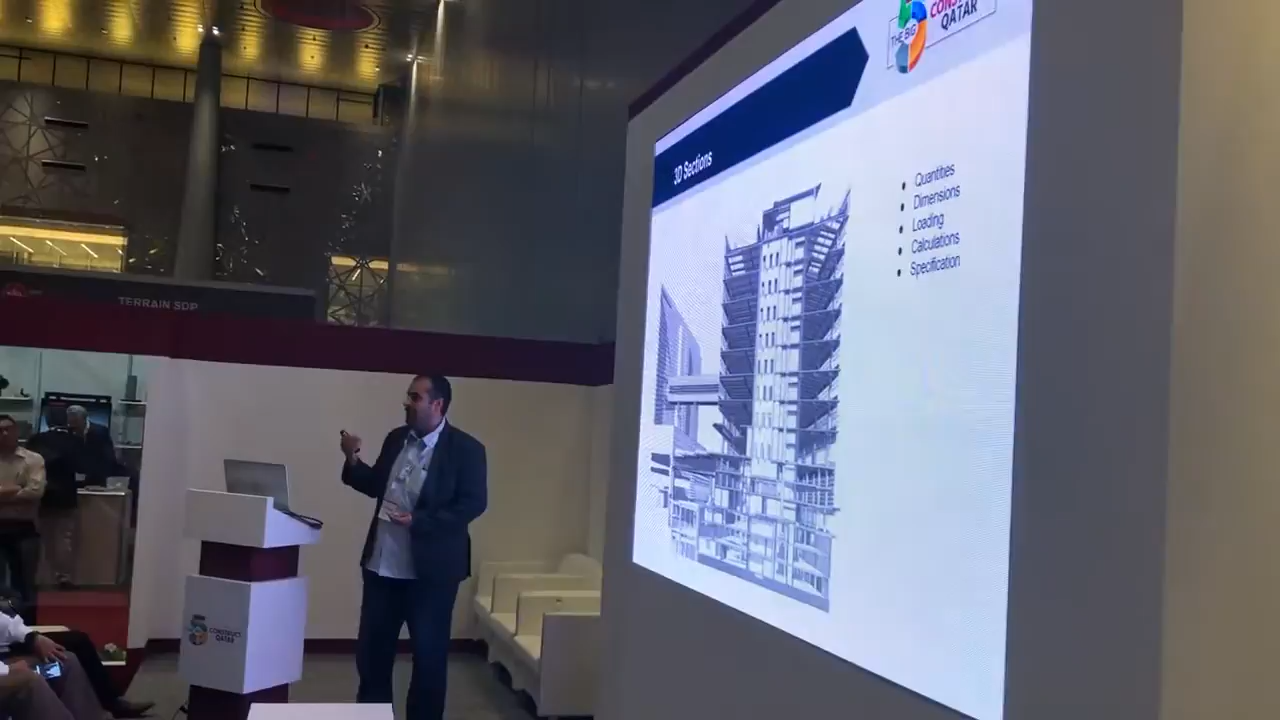 THE BIG
CONS
QATAR
3D Sections
• Quantities
• Dimensions
• Loading
• Calculations
• Specification
TERRAIN SDP
CONSTRUCT
QATAR